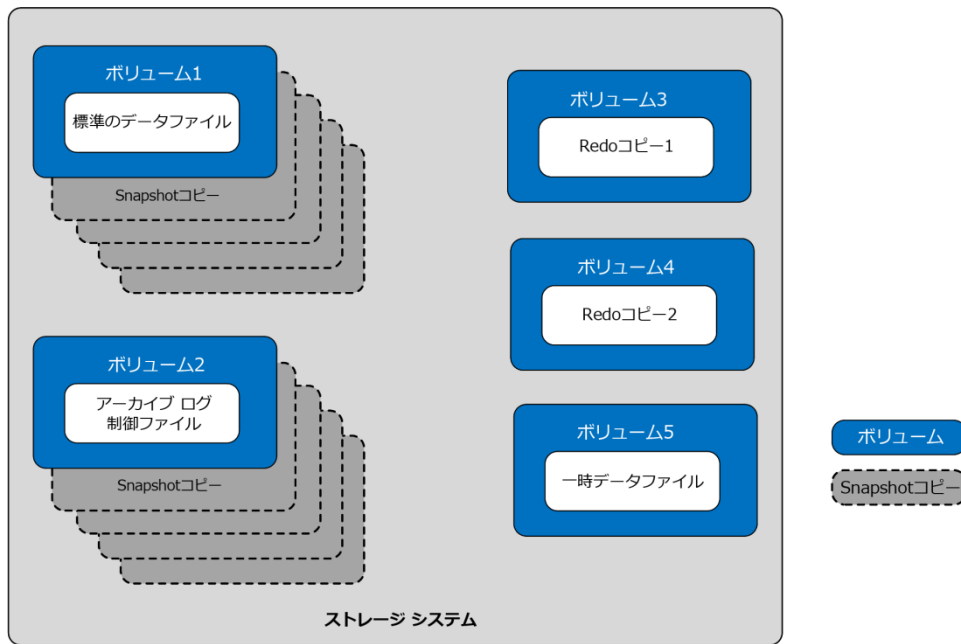 ボリューム1
標準のデータファイル
Snapshotコピー
ボリューム2
アーカイブ ログ
制御ファイル
Snapshotコピー
ボリューム3
Redoコピー1
ボリューム4
Redoコピー2
ボリューム5
一時データファイル
ストレージ システム
ボリューム
Snapshotコピー